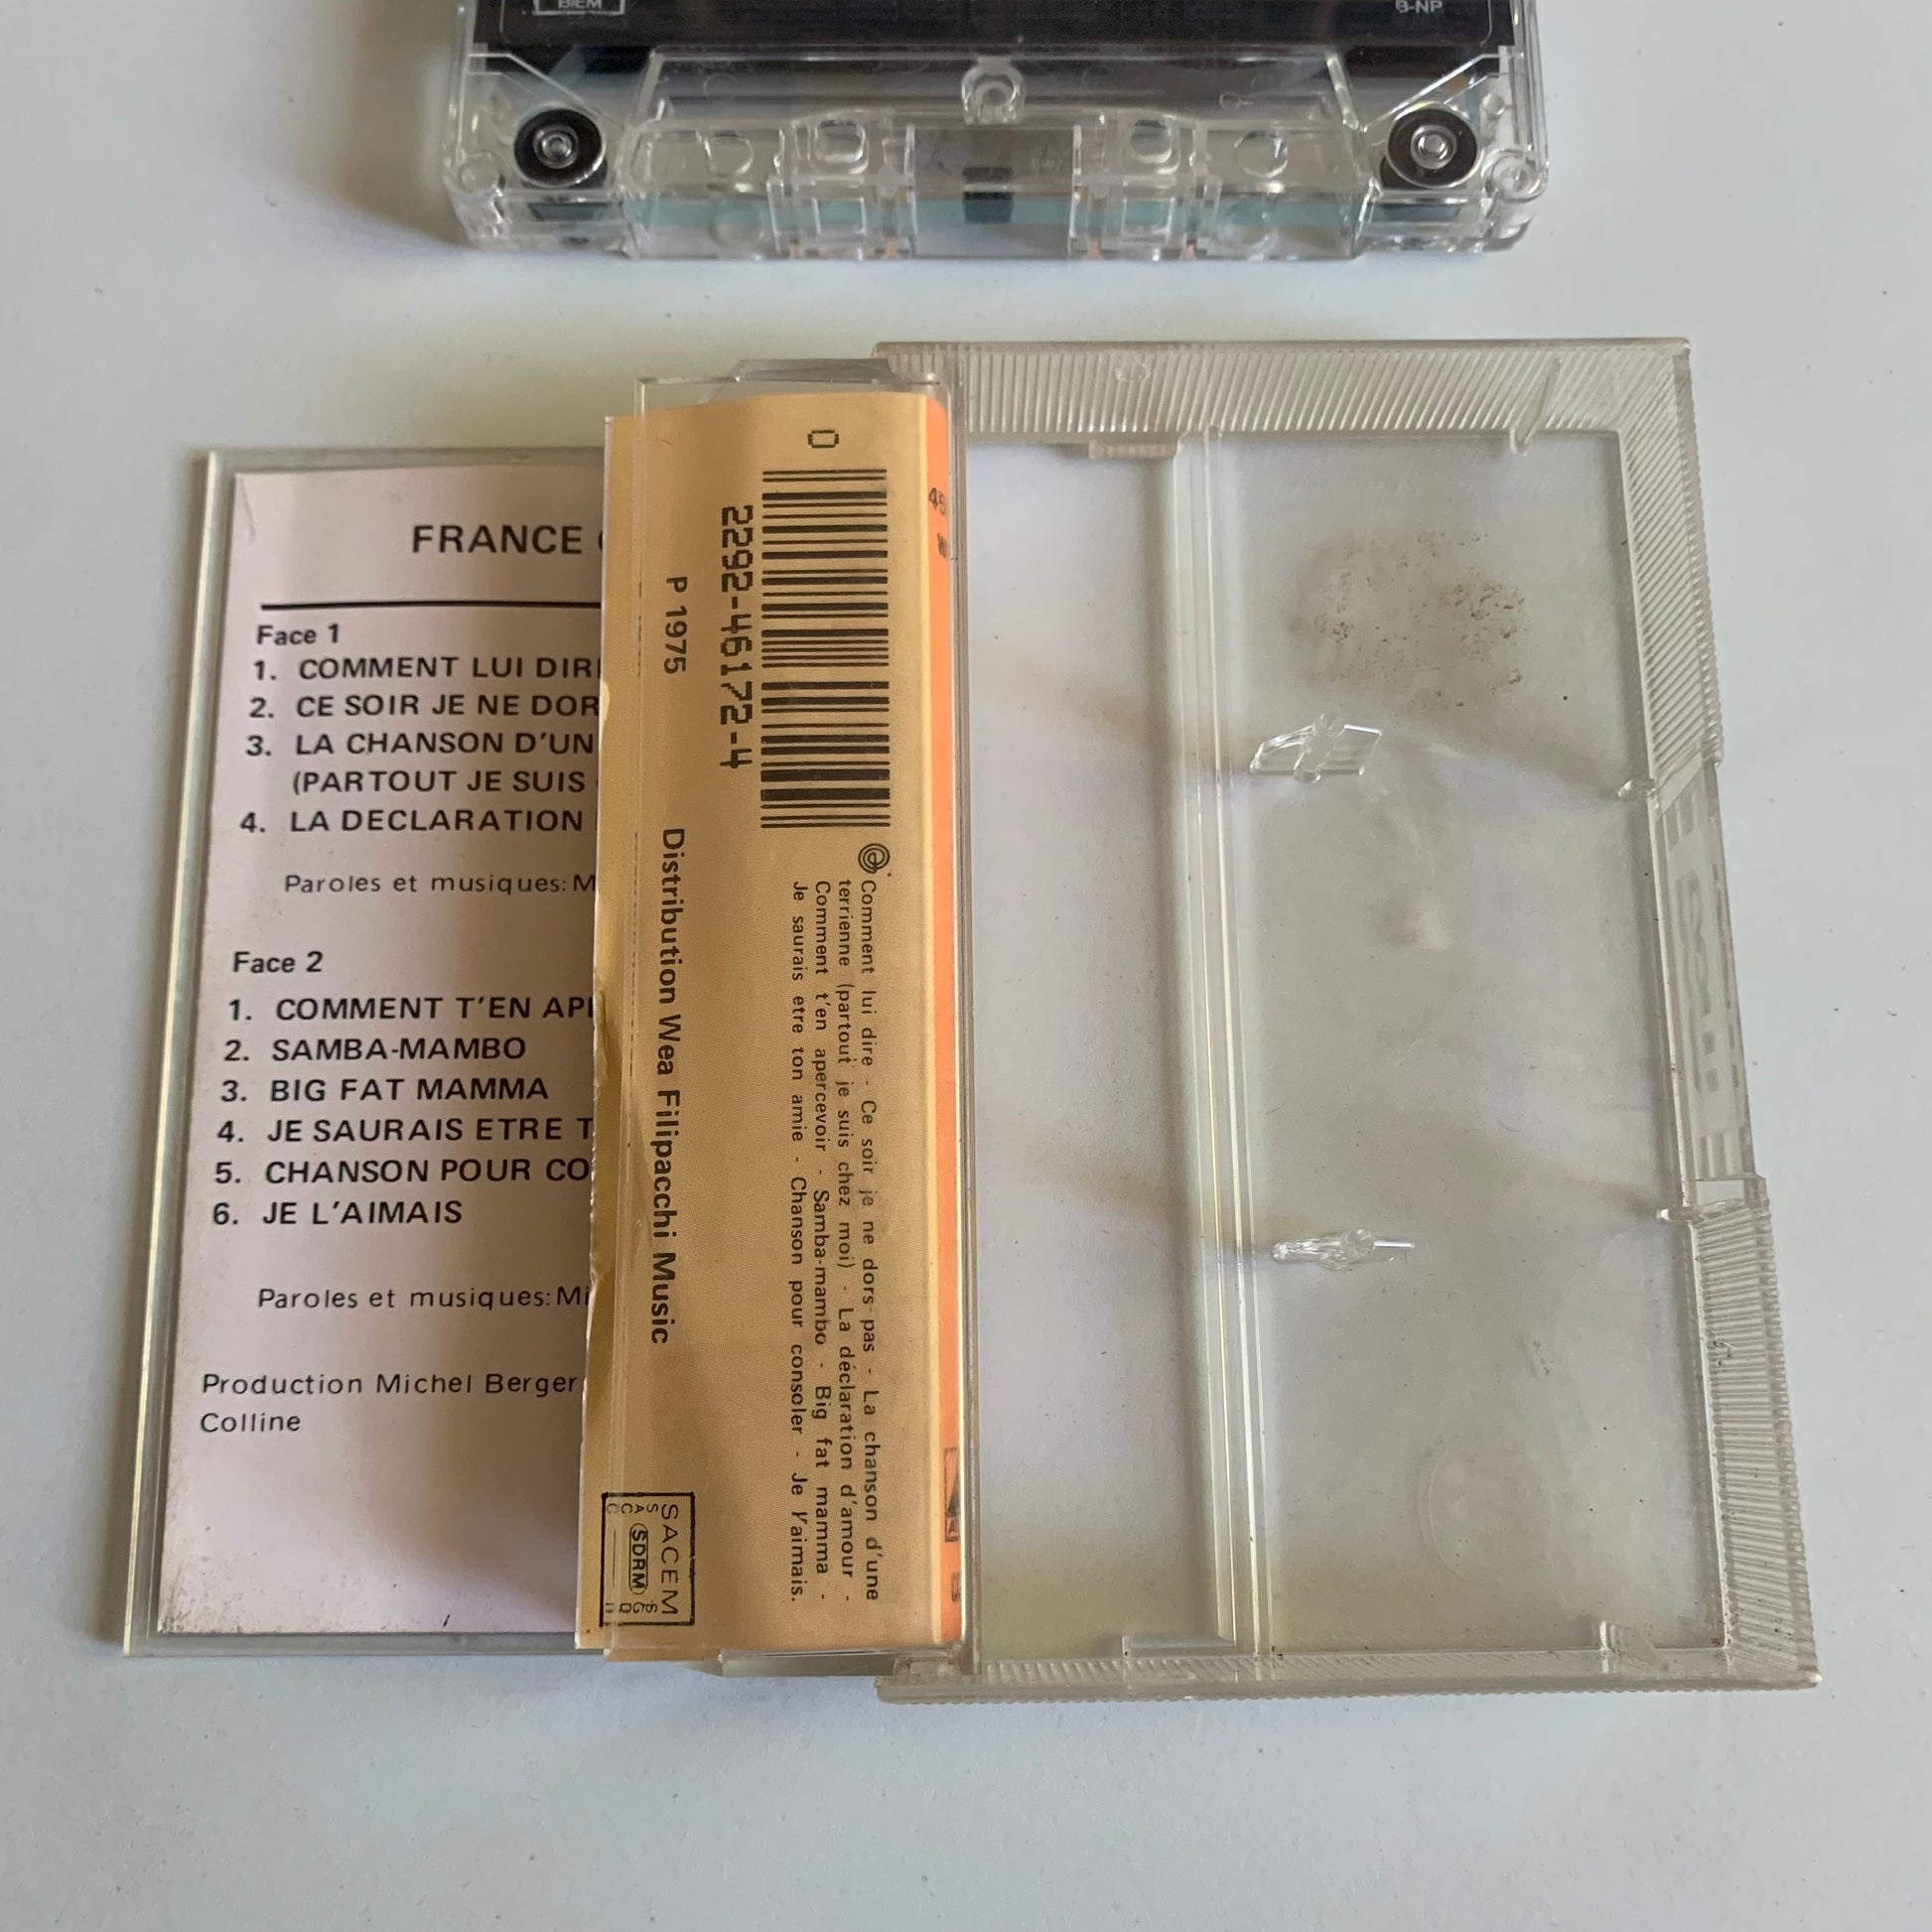 BIEM
B-NP
FRANCE
Face 1
1. COMMENT LUI DIR
2. CE SOIR JE NE DOR
3. LA CHANSON D'UN
(PARTOUT JE SUIS
4. LA DECLARATION
Paroles et musiques: M
Face 2
1. COMMENT T'EN AP
2. SAMBA-MAMBO
3. BIG FAT MAMMA
4. JE SAURAIS ETRE T
5. CHANSON POUR CO
6. JE L'AIMAIS
Paroles et musiques: Mi
Production Michel Berger
Colline
0
2292-46172-4
P 1975
Distribution Wea Filipacchi Music
Comment lui dire - Ce soir je ne dors pas - La chanson d'une
terrienne (partout je suis chez moi) - La déclaration d'amour -
Comment t'en apercevoir - Samba-mambo - Big fat mamma -
Je saurais etre ton amie - Chanson pour consoler - Je l'aimais.
SACEM
SDRM
45
W